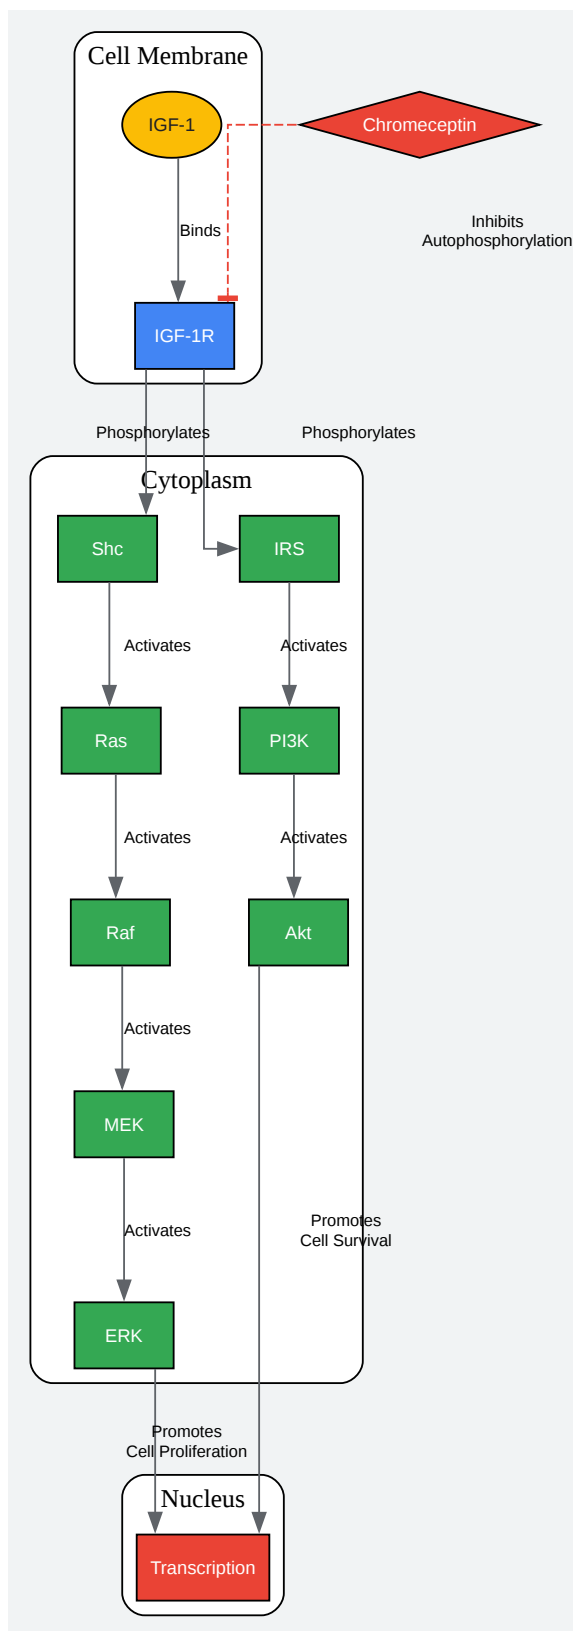 Cell Membrane
IGF-1
Chromeceptin
Inhibits
Autophosphorylation
Binds
IGF-1R
Phosphorylates
Phosphorylates
Cytoplasm
Shc
IRS
Activates
Activates
Ras
PI3K
Activates
Activates
Raf
Akt
Activates
MEK
Promotes
Cell Survival
Activates
ERK
Promotes
Cell Proliferation
Nucleus
Transcription